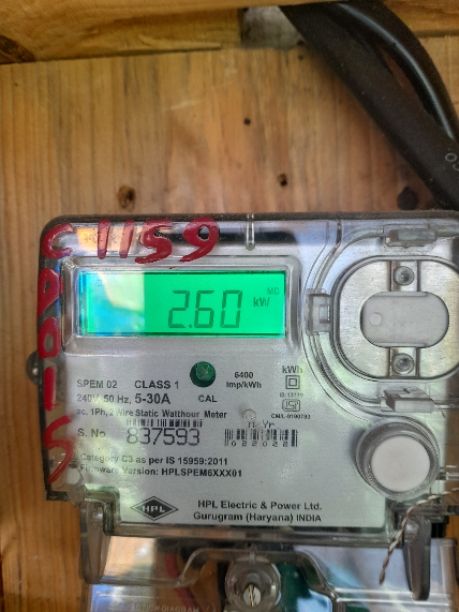 C 1159
2.60 kW MD
SPEM 02 CLASS 1
240V, 50 Hz, 5-30A
CAL
6400
imp/kWh
kWh
ac. 1Ph, 2 Wire Static Watthour Meter
S. No. 837593
Category C3 as per IS 15959:2011
Firmware Version: HPLSPEM6XXX01
HPL
HPL Electric & Power Ltd.
Gurugram (Haryana) INDIA